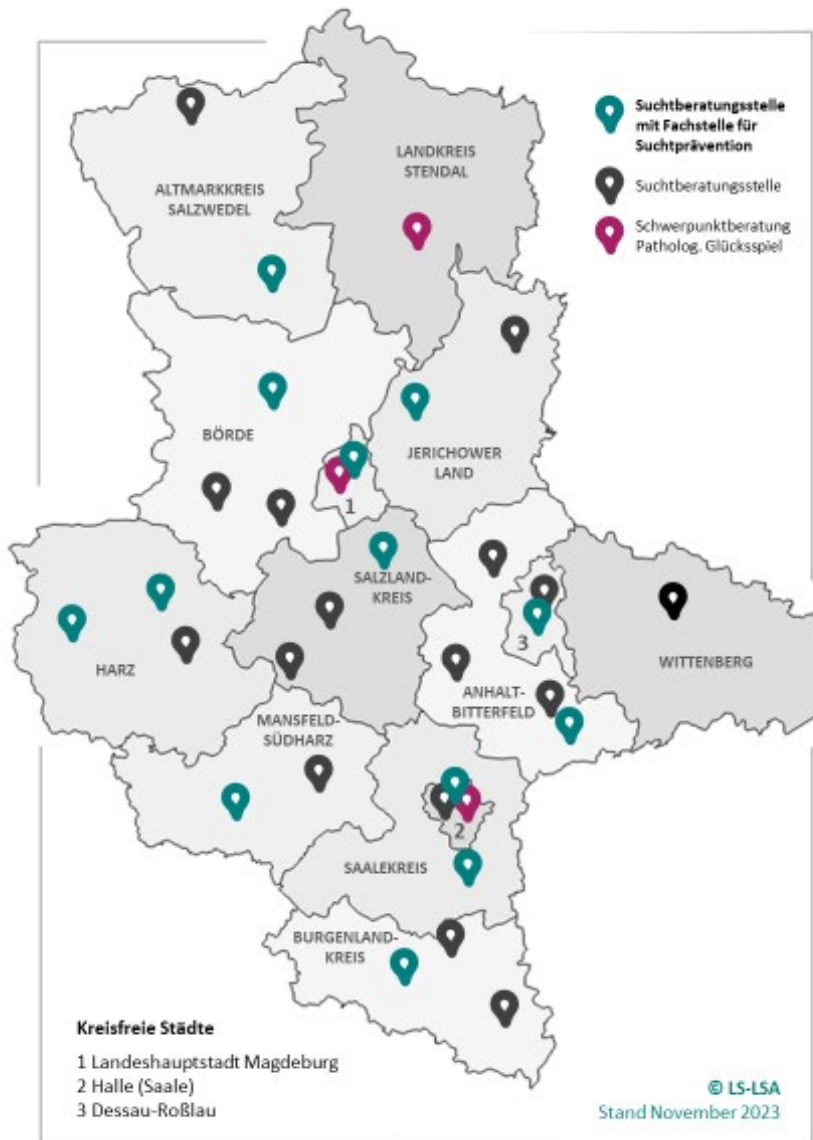 Suchtberatungsstelle
mit Fachstelle für
Suchtprävention
Suchtberatungsstelle
Schwerpunktberatung
Patholog. Glücksspiel
LANDKREIS
STENDAL
ALTMARKKREIS
SALZWEDEL
BÖRDE
JERICHOWER
LAND
1
SALZLAND-
KREIS
HARZ
3
WITTENBERG
ANHALT-
BITTERFELD
MANSFELD-
SÜDHARZ
2
SAALEKREIS
BURGENLAND-
KREIS
Kreisfreie Städte
1 Landeshauptstadt Magdeburg
2 Halle (Saale)
3 Dessau-Roßlau
© LS-LSA
Stand November 2023